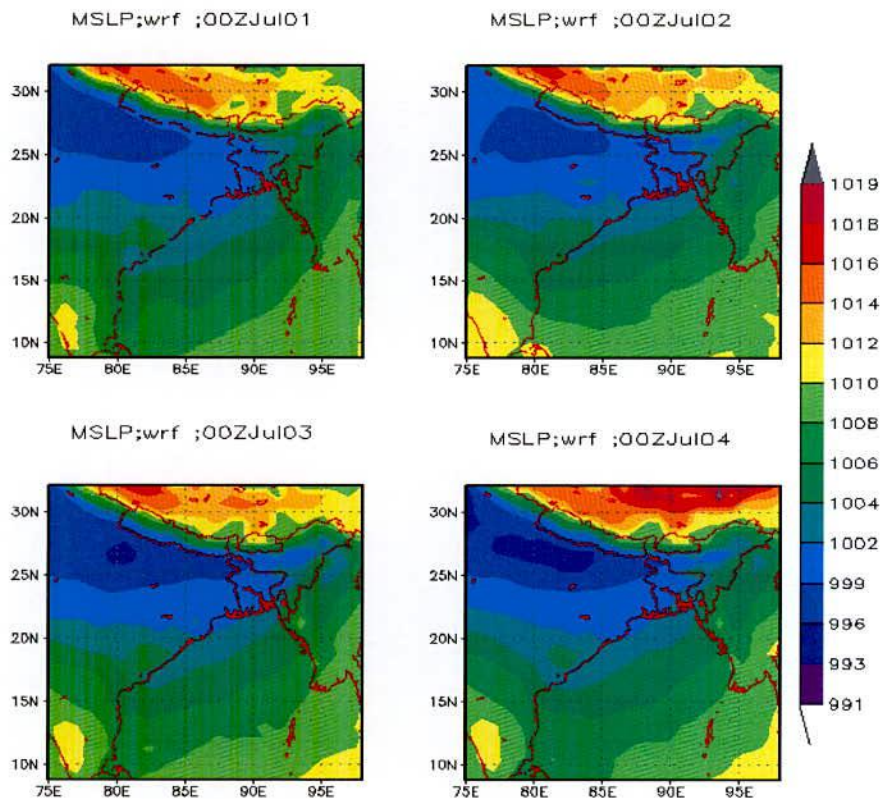 MSLP;wrf ;00ZJul01
MSLP;wrf ;00ZJul02
30N
25N
20N
15N
10N
75E 80E 85E 90E 95E
30N
25N
20N
15N
10N
75E 80E 85E 90E 95E
MSLP;wrf ;00ZJul03
MSLP;wrf ;00ZJul04
30N
25N
20N
15N
10N
75E 80E 85E 90E 95E
30N
25N
20N
15N
10N
75E 80E 85E 90E 95E
1019
1018
1016
1014
1012
1010
1008
1006
1004
1002
999
996
993
991